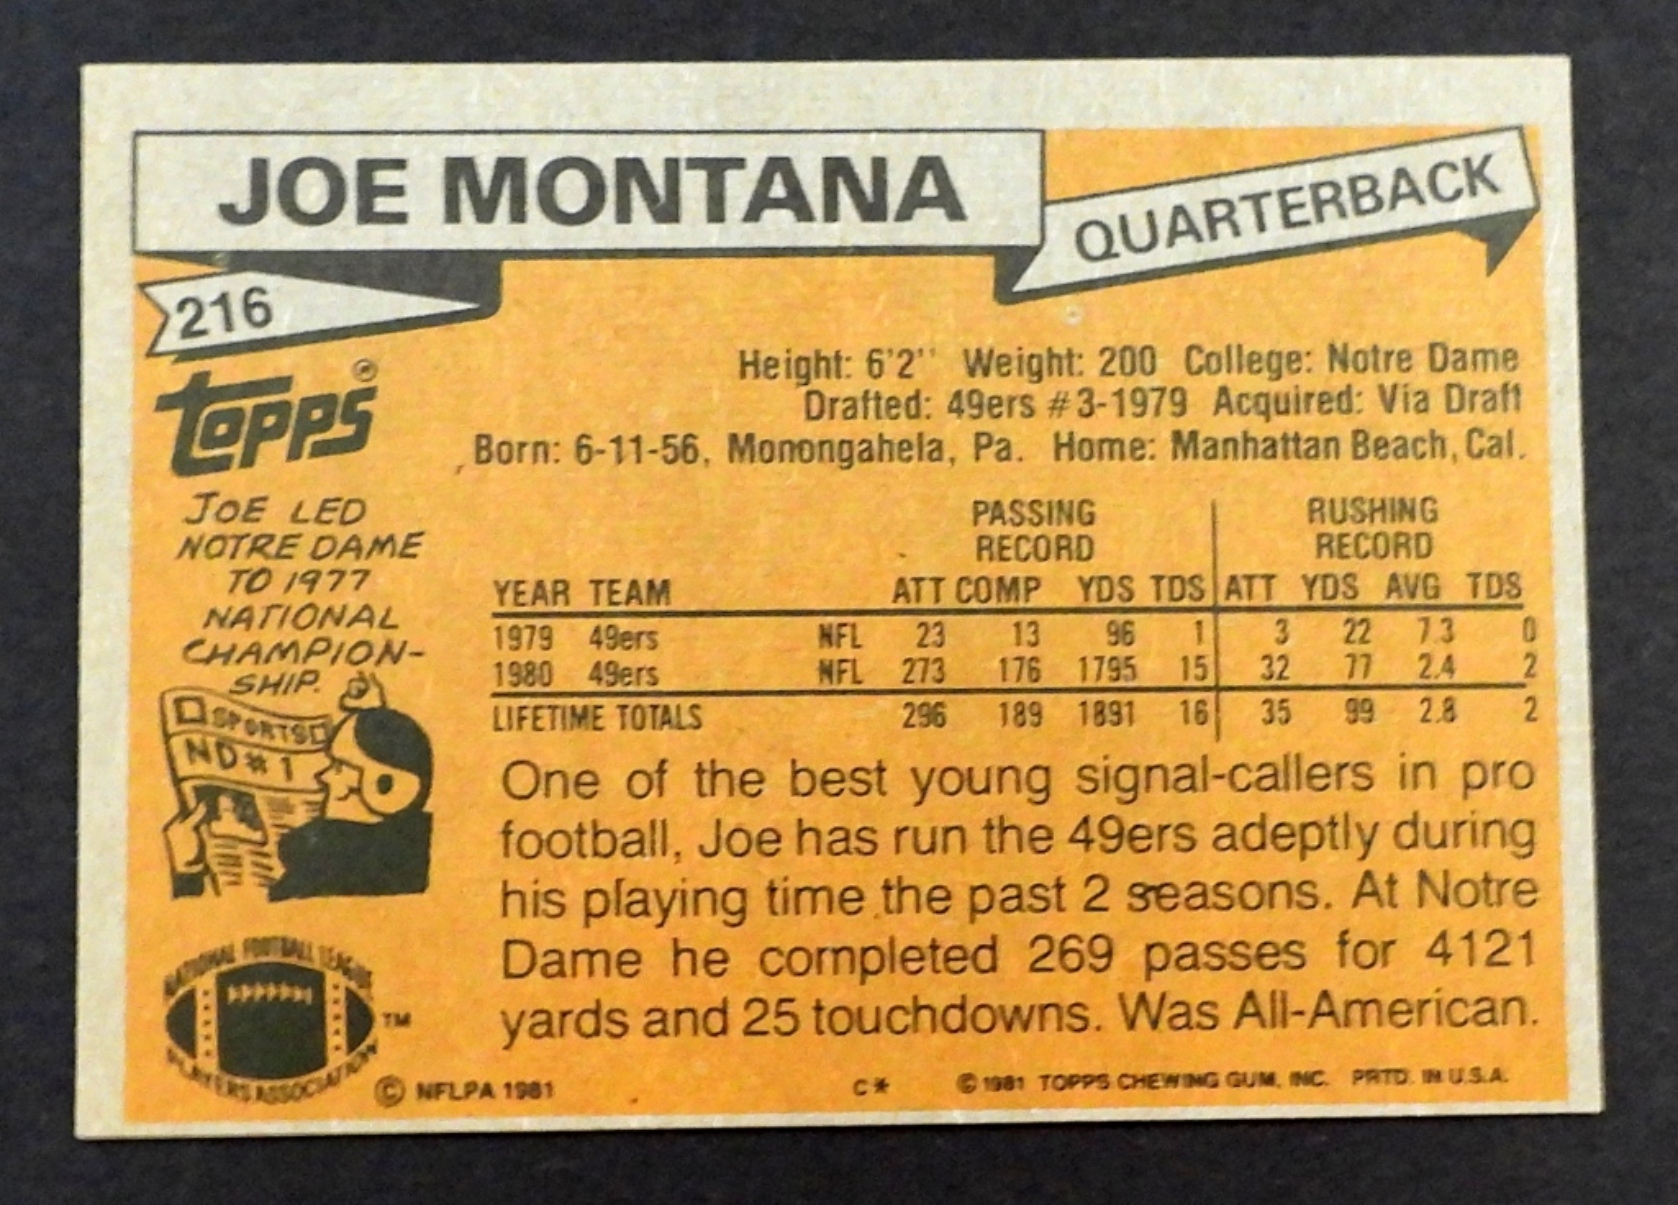 JOE MONTANA
QUARTERBACK
216
TOPPS®
Height: 6'2" Weight: 200 College: Notre Dame
Drafted: 49ers #3-1979 Acquired: Via Draft
Born: 6-11-56, Monongahela, Pa. Home: Manhattan Beach, Cal.
JOE LED
NOTRE DAME
TO 1977
NATIONAL
CHAMPION-
SHIP.
SPORTS
ND #1
PASSING RUSHING
RECORD RECORD
YEAR TEAM ATT COMP YDS TDS ATT YDS AVG TDS
1979 49ers NFL 23 13 96 1 3 22 7.3 0
1980 49ers NFL 273 176 1795 15 32 77 2.4 2
LIFETIME TOTALS 296 189 1891 16 35 99 2.8 2
One of the best young signal-callers in pro
football, Joe has run the 49ers adeptly during
his playing time the past 2 seasons. At Notre
Dame he completed 269 passes for 4121
yards and 25 touchdowns. Was All-American.
NATIONAL FOOTBALL LEAGUE
PLAYERS ASSOCIATION
TM
© NFLPA 1981
C* © 1981 TOPPS CHEWING GUM, INC. PRTD. IN U.S.A.